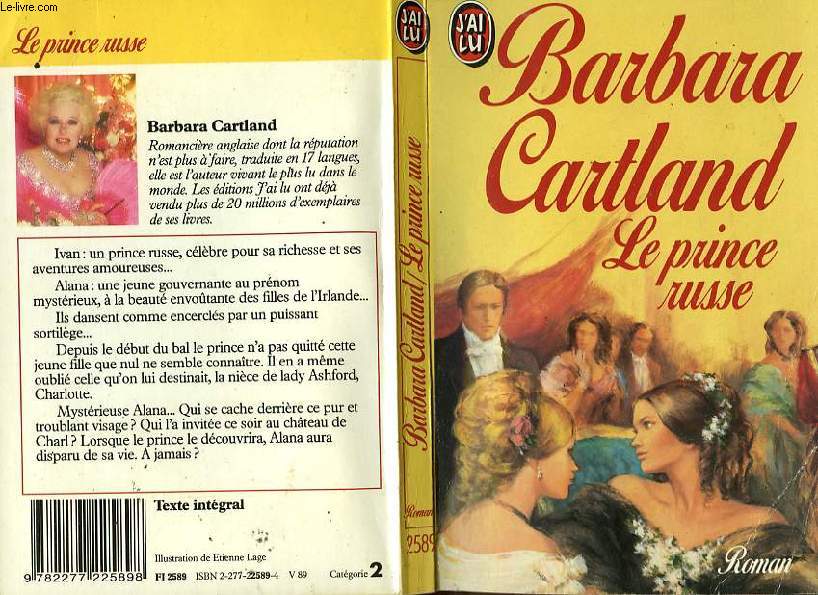 Le-livre.com
Le prince russe
Barbara Cartland
Romancière anglaise dont la réputation
n'est plus à faire, traduite en 17 langues,
elle est l'auteur vivant le plus lu dans le
monde. Les éditions J'ai lu ont déjà
vendu plus de 20 millions d'exemplaires
de ses livres.
Ivan : un prince russe, célèbre pour sa richesse et ses
aventures amoureuses...
Alana : une jeune gouvernante au prénom
mystérieux, à la beauté envoûtante des filles de l'Irlande...
Ils dansent comme encerclés par un puissant
sortilège...
Depuis le début du bal le prince n'a pas quitté cette
jeune fille que nul ne semble connaître. Il en a même
oublié celle qu'on lui destinait, la nièce de lady Ashford,
Charlotte.
Mystérieuse Alana... Qui se cache derrière ce pur et
troublant visage ? Qui l'a invitée ce soir au château de
Charl ? Lorsque le prince le découvrira, Alana aura
disparu de sa vie. A jamais ?
Texte intégral
Illustration de Etienne Lage
9 782277 225898
FI 2589 ISBN 2-277-22589-4 V 89 Catégorie 2
J'AI
LU
Barbara Cartland / Le prince russe
Roman
2589
J'AI
LU
Barbara
Cartland
Le prince
russe
Roman